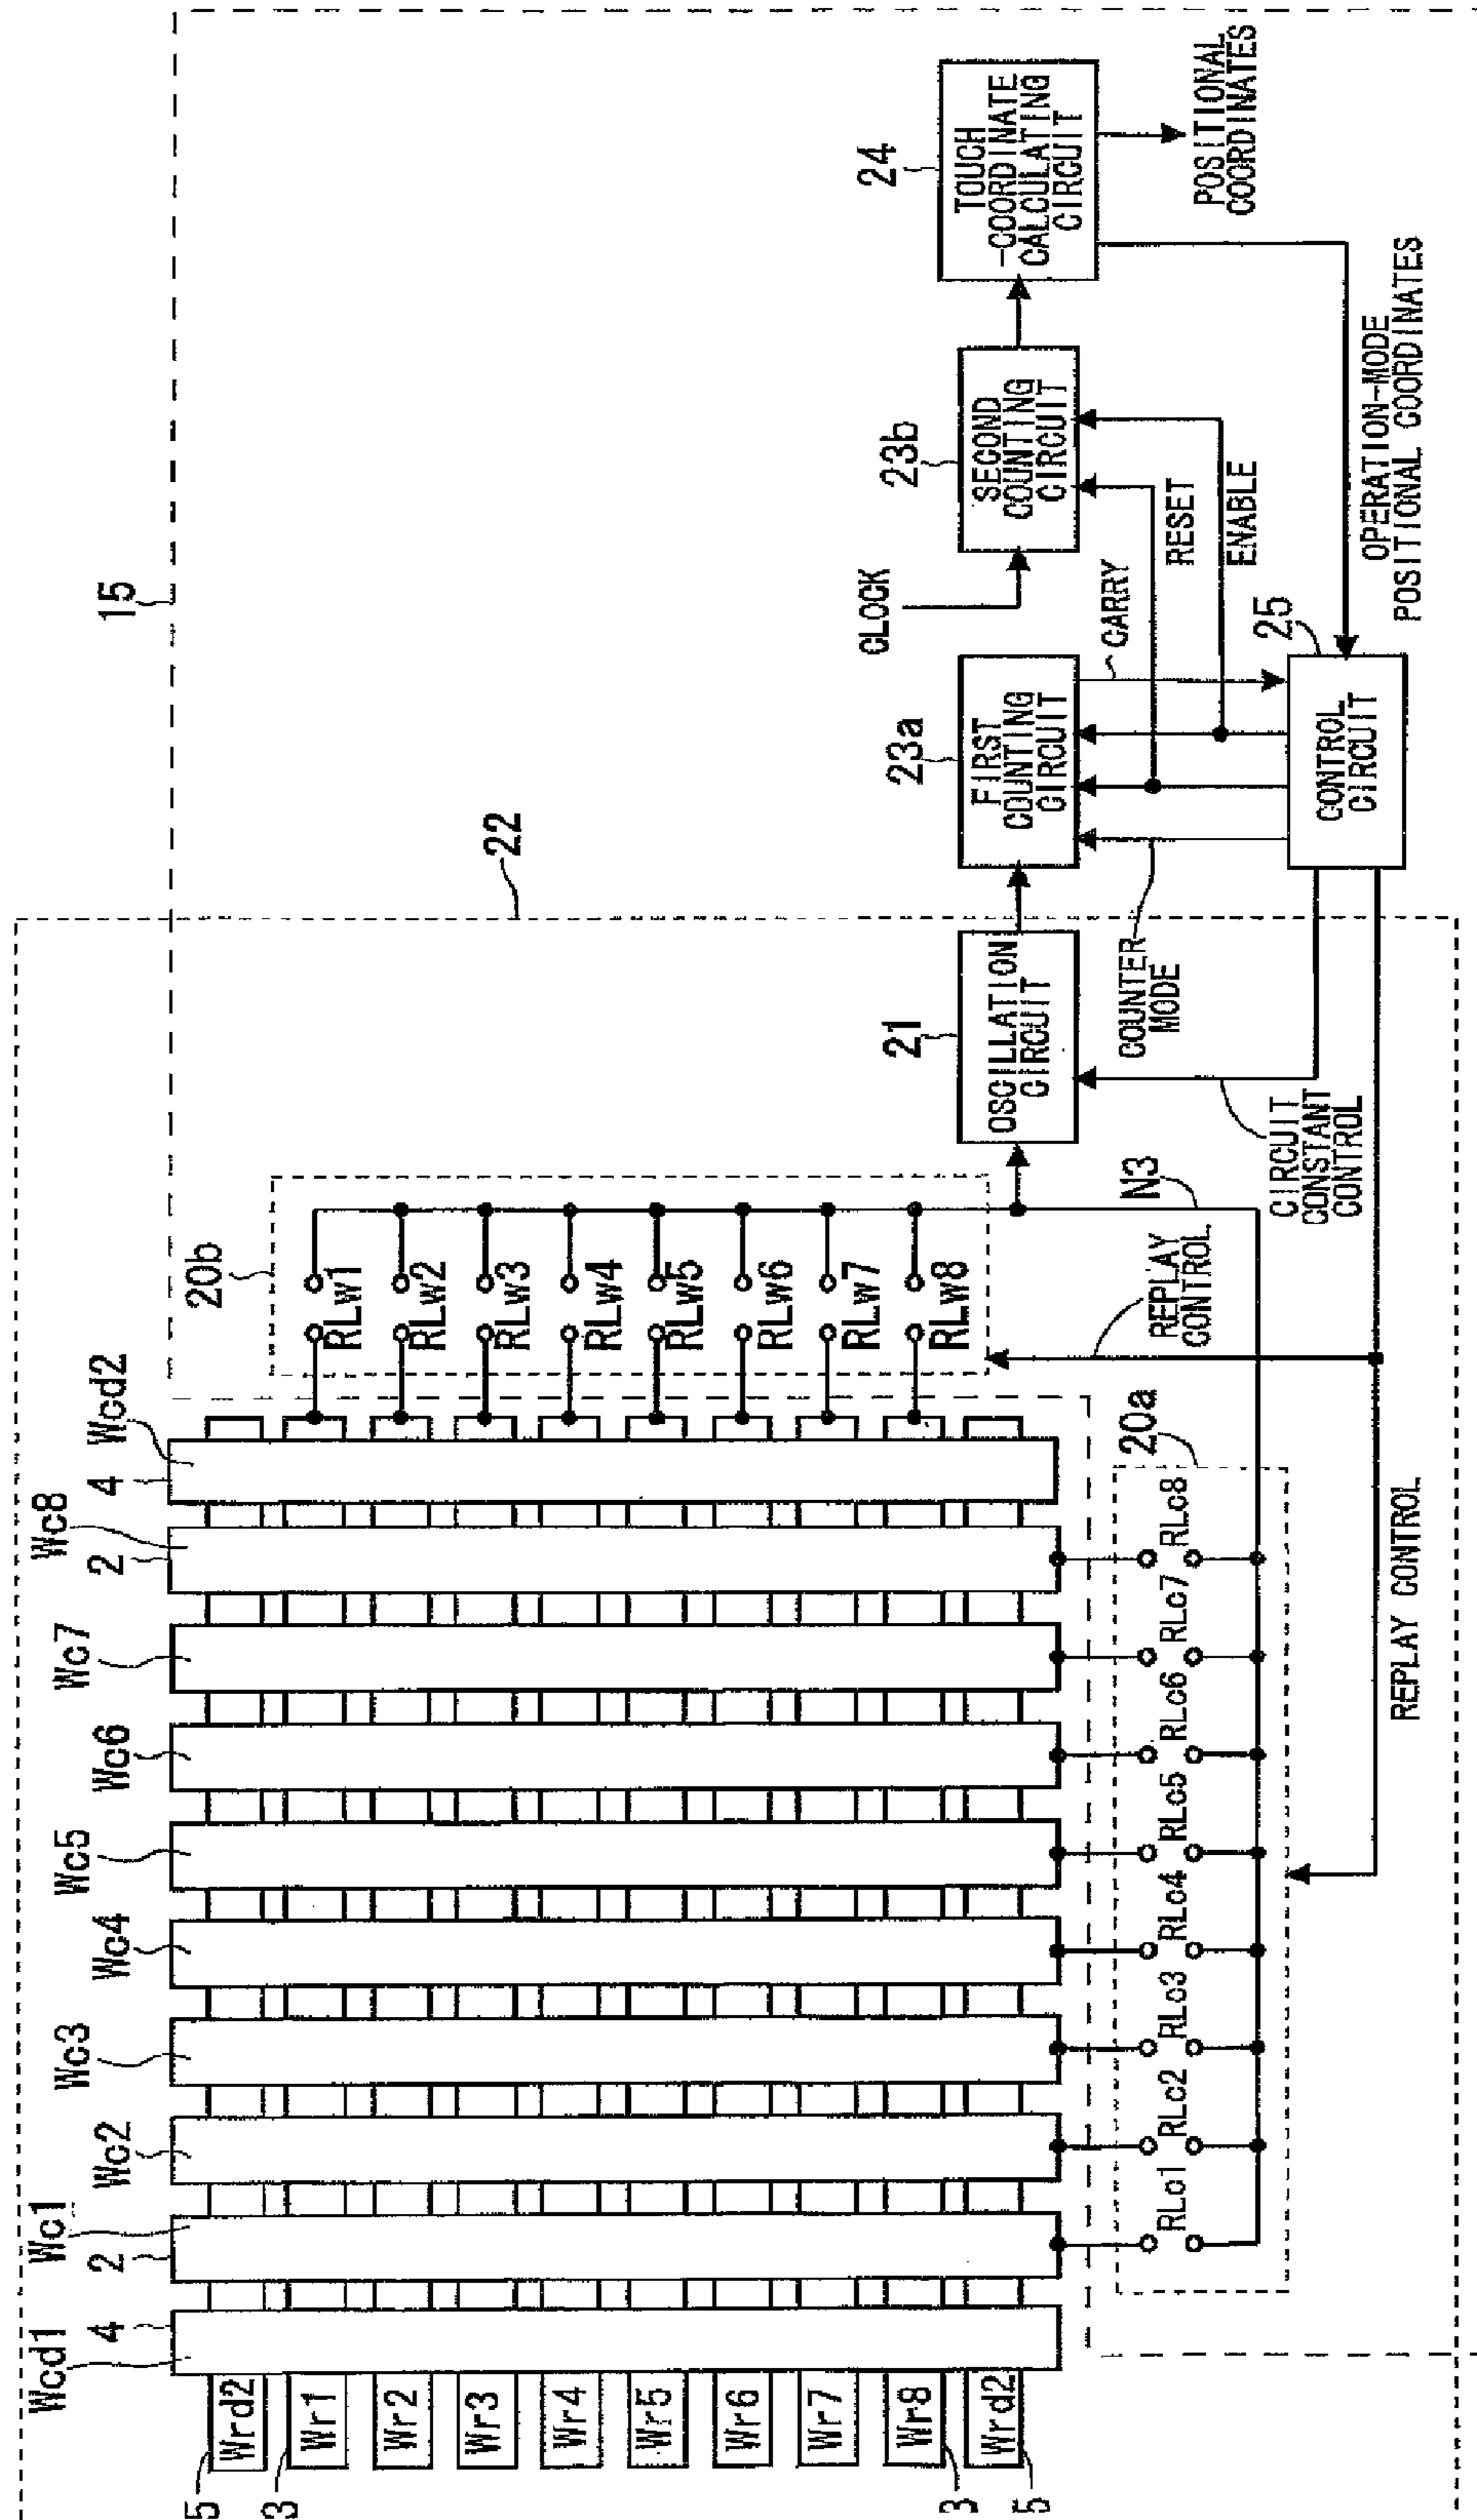 15
22
20b
20a
Wcd1
4
Wc1
2
Wc2
Wc3
Wc4
Wc5
Wc6
Wc7
Wc8
2
Wcd2
4
5
Wrd2
3
Wr1
Wr2
Wr3
Wr4
Wr5
Wr6
Wr7
Wr8
3
Wrd2
5
RLw1
RLw2
RLw3
RLw4
RLw5
RLw6
RLw7
RLw8
RLc1
RLc2
RLc3
RLc4
RLc5
RLc6
RLc7
RLc8
REPLAY
CONTROL
REPLAY CONTROL
N3
21
OSCILLATION
CIRCUIT
CIRCUIT
CONSTANT
CONTROL
COUNTER
MODE
23a
FIRST
COUNTING
CIRCUIT
CARRY
25
CONTROL
CIRCUIT
CLOCK
23b
SECOND
COUNTING
CIRCUIT
RESET
ENABLE
24
TOUCH
-COORDINATE
CALCULATING
CIRCUIT
POSITIONAL
COORDINATES
OPERATION-MODE
POSITIONAL COORDINATES